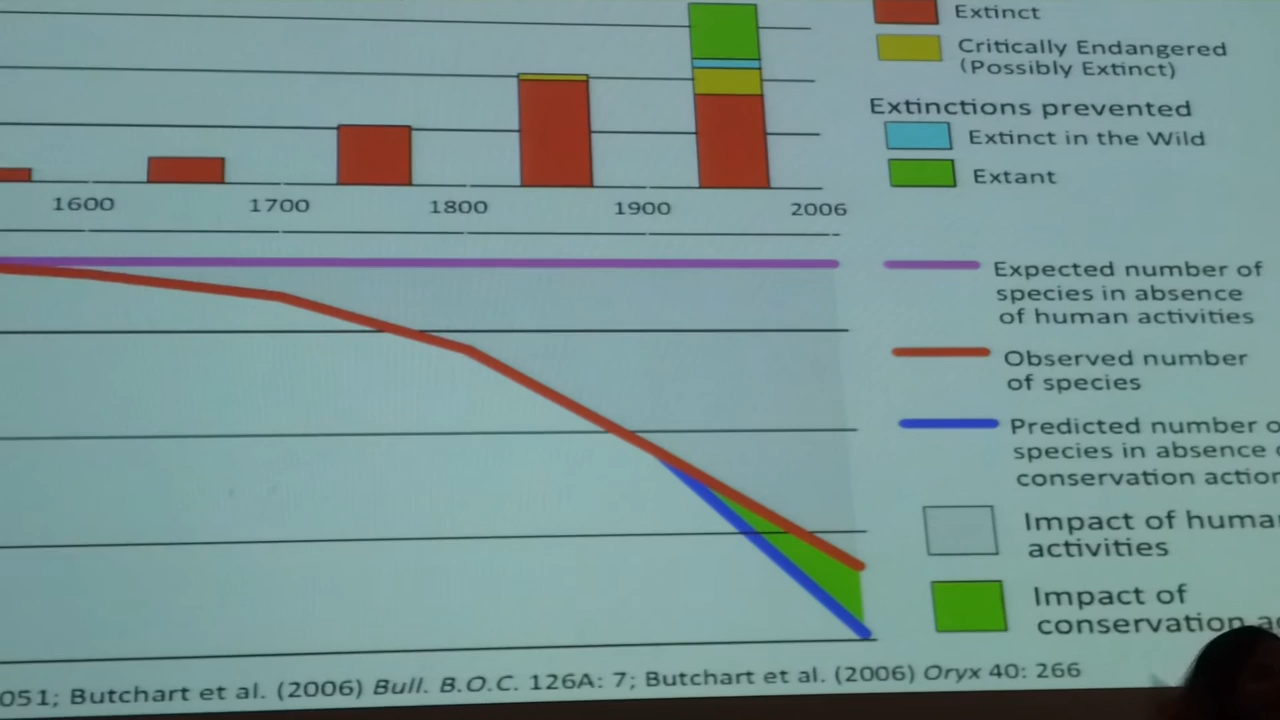 Extinct
Critically Endangered
(Possibly Extinct)
Extinctions prevented
Extinct in the Wild
Extant
1600 1700 1800 1900 2006
Expected number of
species in absence
of human activities
Observed number
of species
Predicted number
species in absence
conservation
Impact of
activities
Impact of
conservation
051; Butchart et al. (2006) Bull. B.O.C. 126A: 7; Butchart et al. (2006) Oryx 40: 266